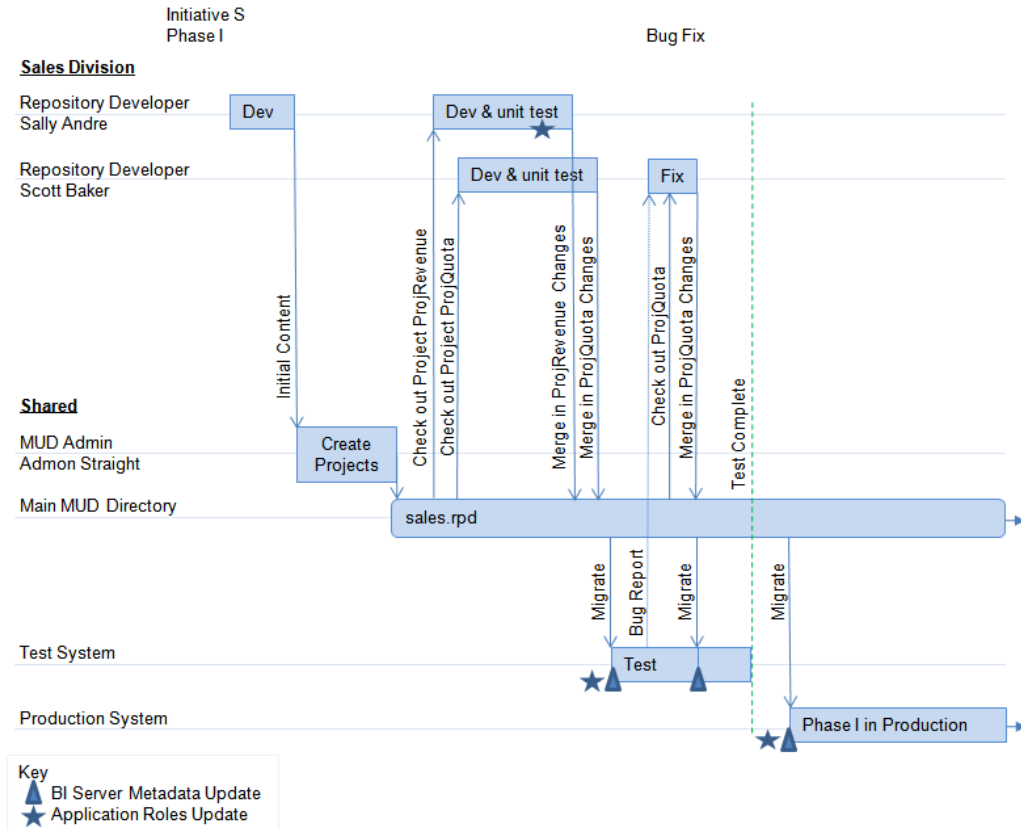 Initiative S
Phase I
Bug Fix
Sales Division
Repository Developer
Sally Andre
Dev
Dev & unit test
Repository Developer
Scott Baker
Dev & unit test
Fix
Initial Content
Check out Project ProjRevenue
Check out Project ProjQuota
Merge in ProjRevenue Changes
Merge in ProjQuota Changes
Check out ProjQuota
Merge in ProjQuota Changes
Test Complete
Shared
MUD Admin
Admon Straight
Create
Projects
Main MUD Directory
sales.rpd
Migrate
Bug Report
Migrate
Migrate
Test System
Test
Production System
Phase I in Production
Key
BI Server Metadata Update
Application Roles Update